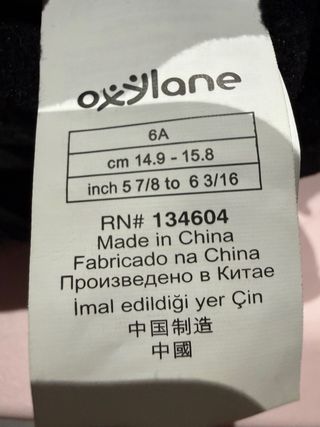 oxylane
6A
cm 14.9 - 15.8
inch 5 7/8 to 6 3/16
RN# 134604
Made in China
Fabricado na China
Произведено в Китае
İmal edildiği yer Çin
中国制造
中國